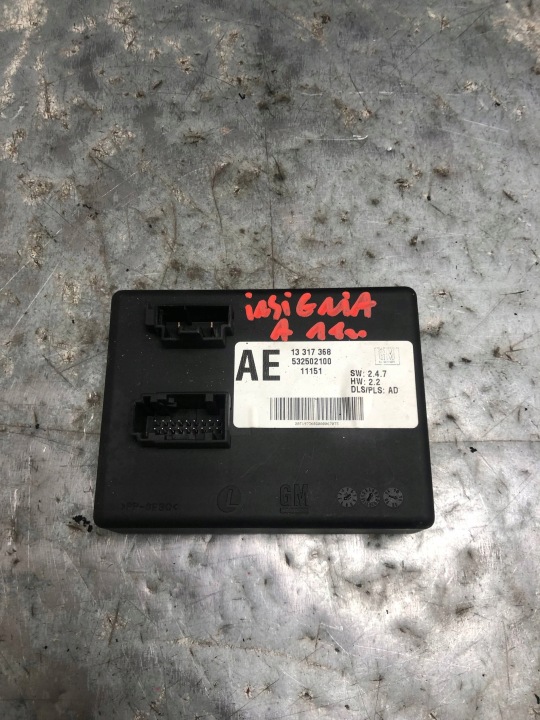 insiGniA
A 11r
AE
13 317 368
532502100
11151
GM
SW: 2.4.7
HW: 2.2
DLS/PLS: AD
L
GM